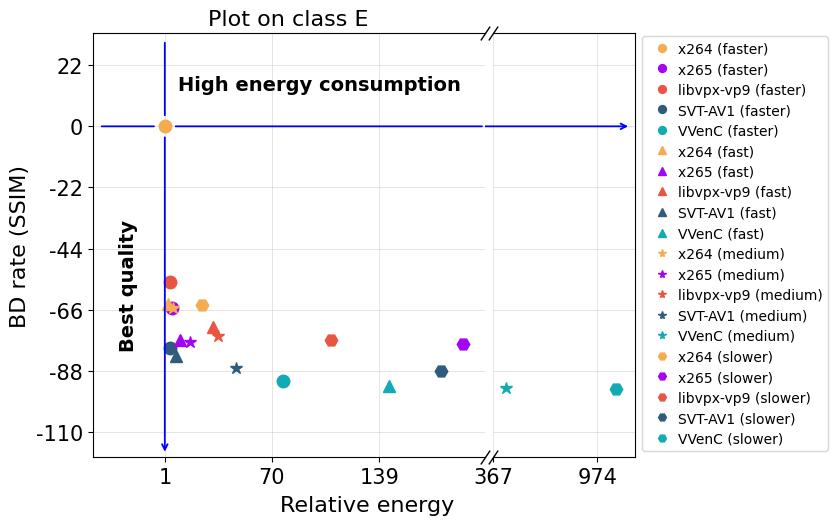 Plot on class E
High energy consumption
Best quality
BD rate (SSIM)
22
0
-22
-44
-66
-88
-110
1
70
139
367
974
Relative energy
x264 (faster)
x265 (faster)
libvpx-vp9 (faster)
SVT-AV1 (faster)
VVenC (faster)
x264 (fast)
x265 (fast)
libvpx-vp9 (fast)
SVT-AV1 (fast)
VVenC (fast)
x264 (medium)
x265 (medium)
libvpx-vp9 (medium)
SVT-AV1 (medium)
VVenC (medium)
x264 (slower)
x265 (slower)
libvpx-vp9 (slower)
SVT-AV1 (slower)
VVenC (slower)